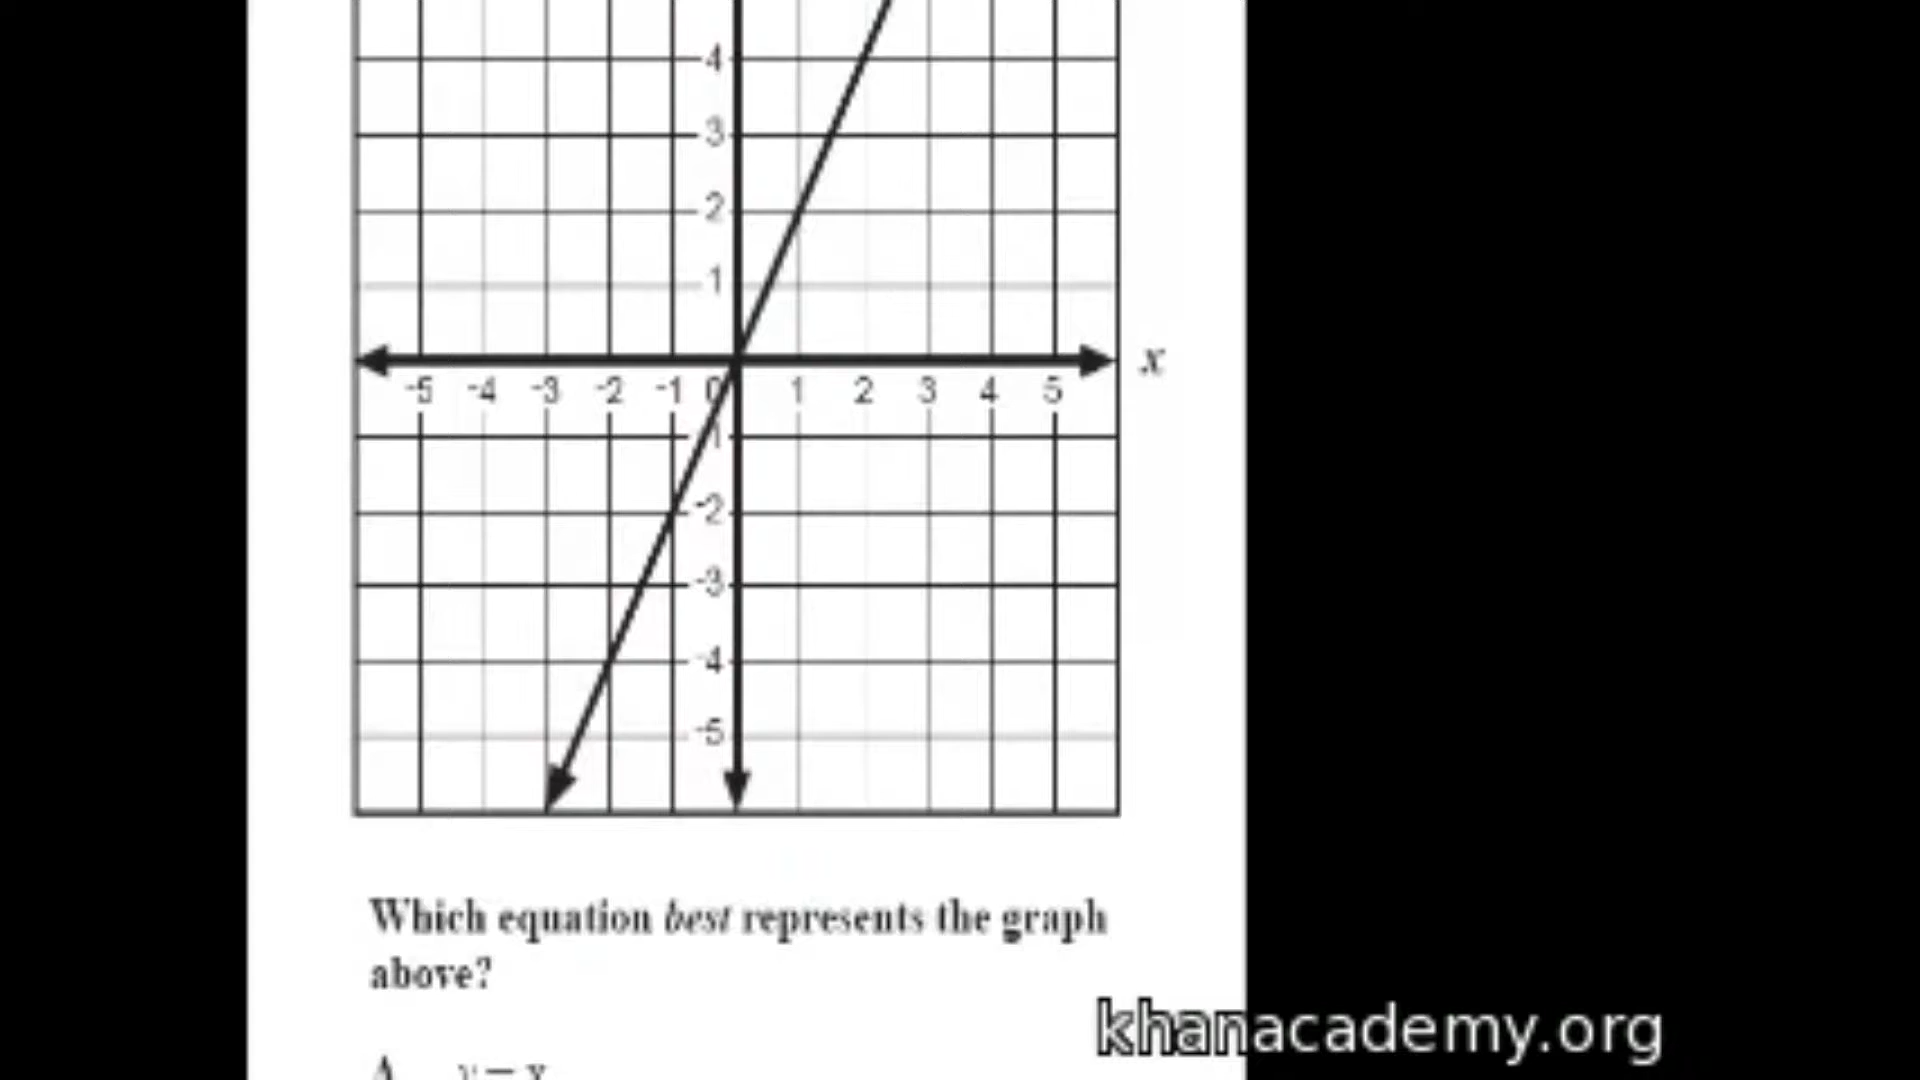 4
3
2
1
x
-5 -4 -3 -2 -1 0 1 2 3 4 5
-2
-3
-4
-5
Which equation best represents the graph
above?
khanacademy.org
A. y = x